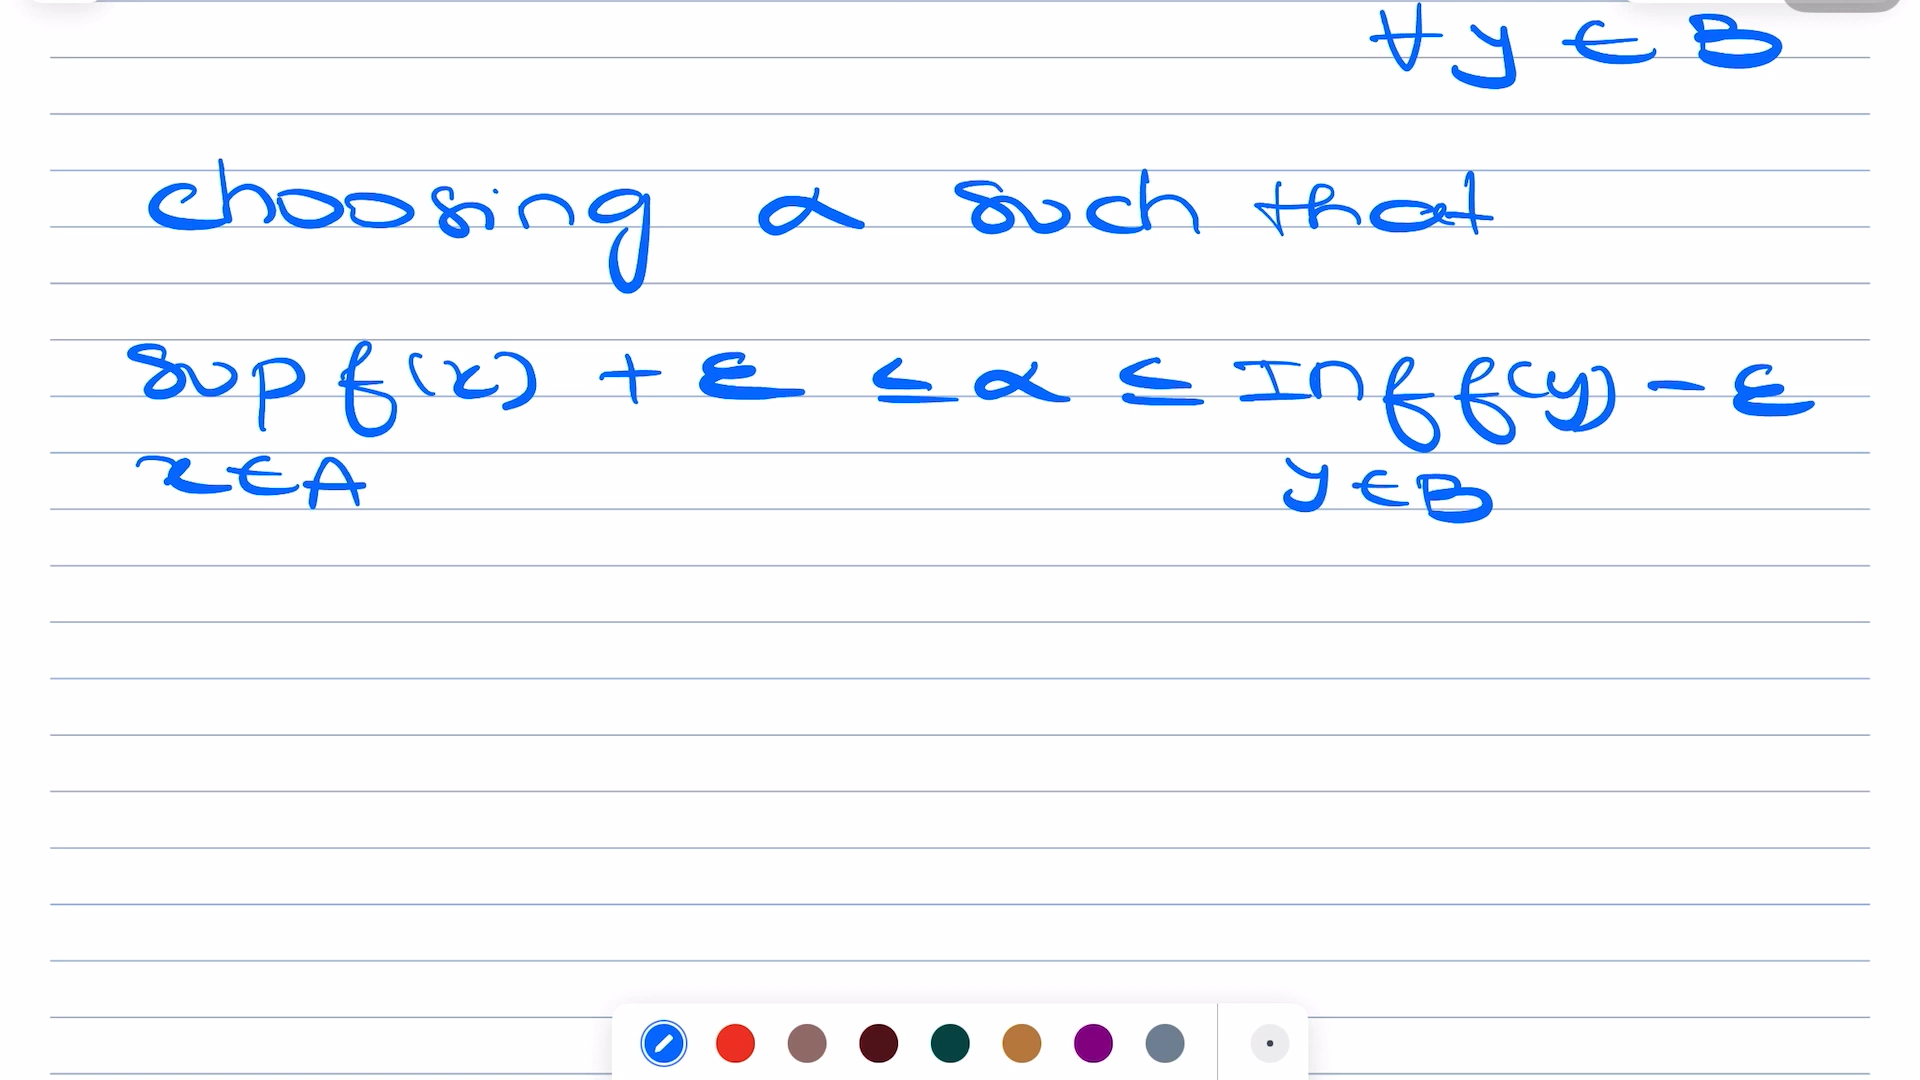 ∀ y ∈ B
choosing α such that
Sup f(x) + ε ≤ α ≤ Inf f(y) - ε
x ∈ A y ∈ B